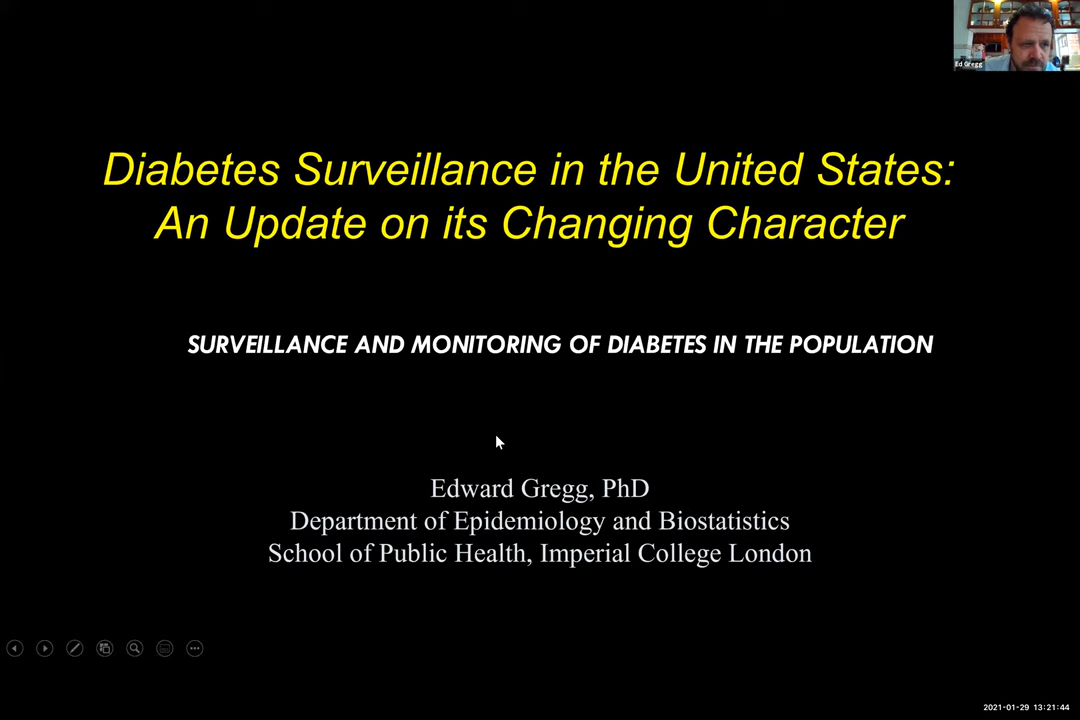 Ed Gregg
Diabetes Surveillance in the United States:
An Update on its Changing Character
SURVEILLANCE AND MONITORING OF DIABETES IN THE POPULATION
Edward Gregg, PhD
Department of Epidemiology and Biostatistics
School of Public Health, Imperial College London
2021-01-29 13:21:44